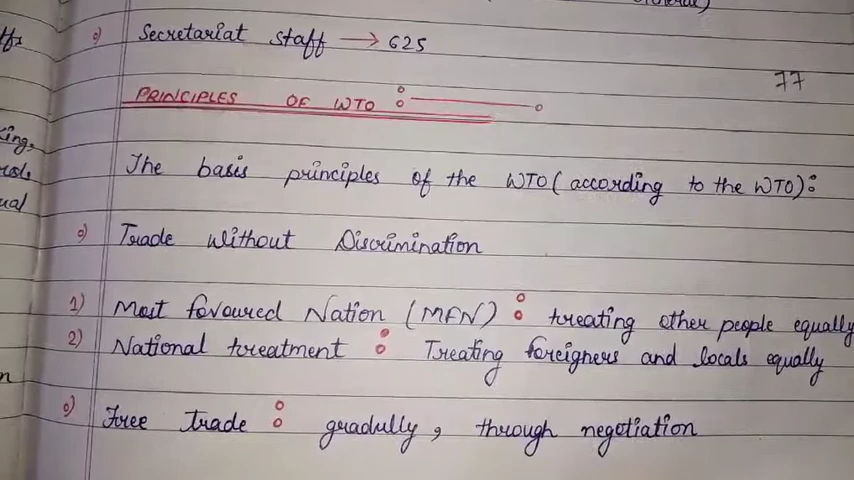 Secretariat staff → 625
77
PRINCIPLES OF WTO :
The basis principles of the WTO (according to the WTO):
Trade without Discrimination
1) Most favoured Nation (MFN) : treating other people equally
2) National treatment : Treating foreigners and locals equally
Free trade : gradully, through negotiation